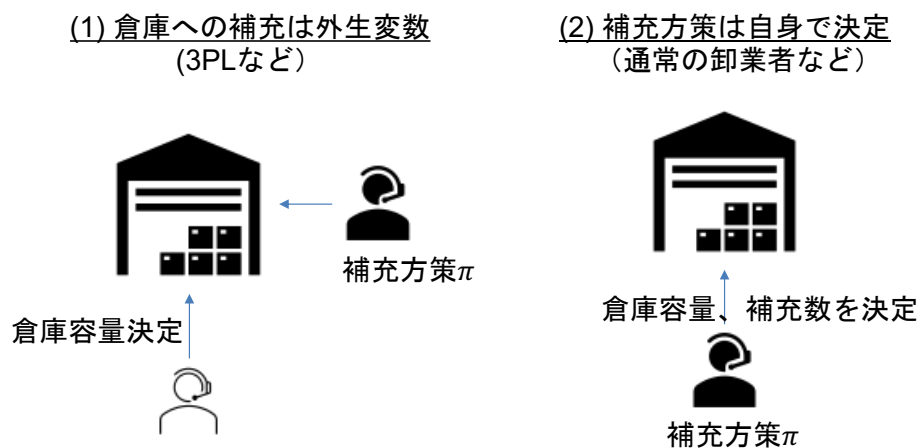 (1) 倉庫への補充は外生変数
(3PLなど）
補充方策π
倉庫容量決定
(2) 補充方策は自身で決定
（通常の卸業者など）
倉庫容量、補充数を決定
補充方策π